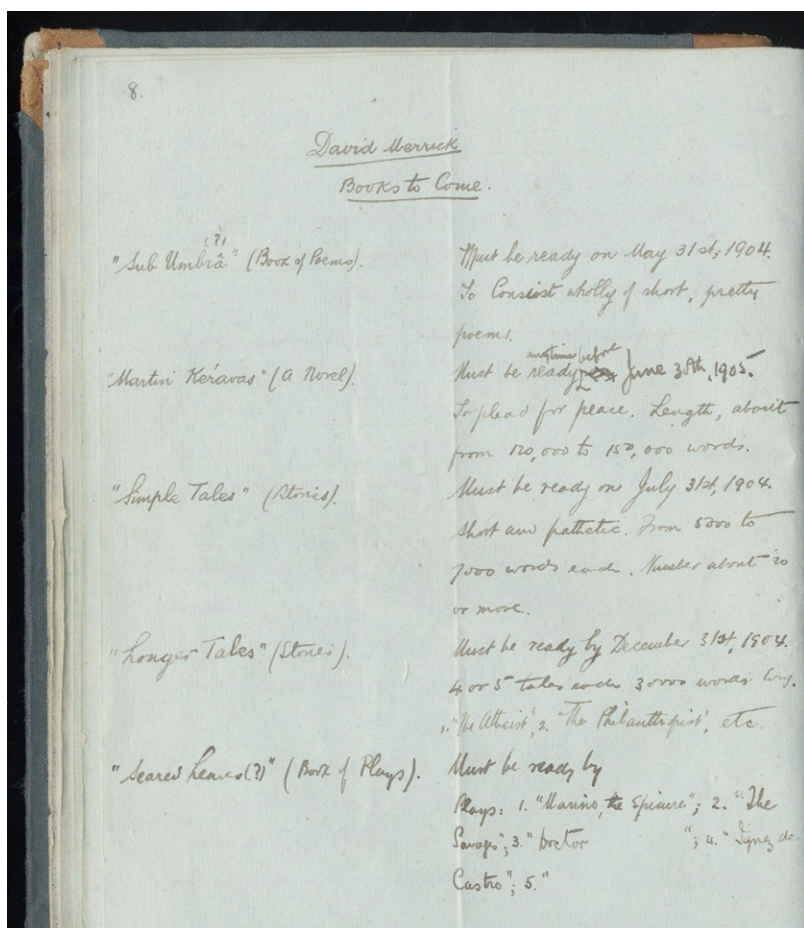 8.
David Merrick
Books to Come.
(?)
"Sub Umbrâ" (Book of Poems).
Must be ready on May 31st, 1904.
To Consist wholly of short, pretty
poems.
"Martin Kéravas" (A Novel).
anytime before
Must be ready June 30th, 1905.
To plead for peace. Length, about
from 120,000 to 150,000 words.
"Simple Tales" (Stories).
Must be ready on July 31st, 1904.
Short and pathetic. From 5000 to
7000 words each. Number about 20
or more.
"Longer Tales" (Stories).
Must be ready by December 31st, 1904.
4 or 5 tales each 30000 words long.
1. "The Atheist", 2. "The Philanthropist", etc.
"Seared Leaves(?)" (Book of Plays).
Must be ready by
Plays: 1. "Marino, the Epicure"; 2. "The
Savage"; 3. "Doctor "; 4. "Ignez de
Castro"; 5."